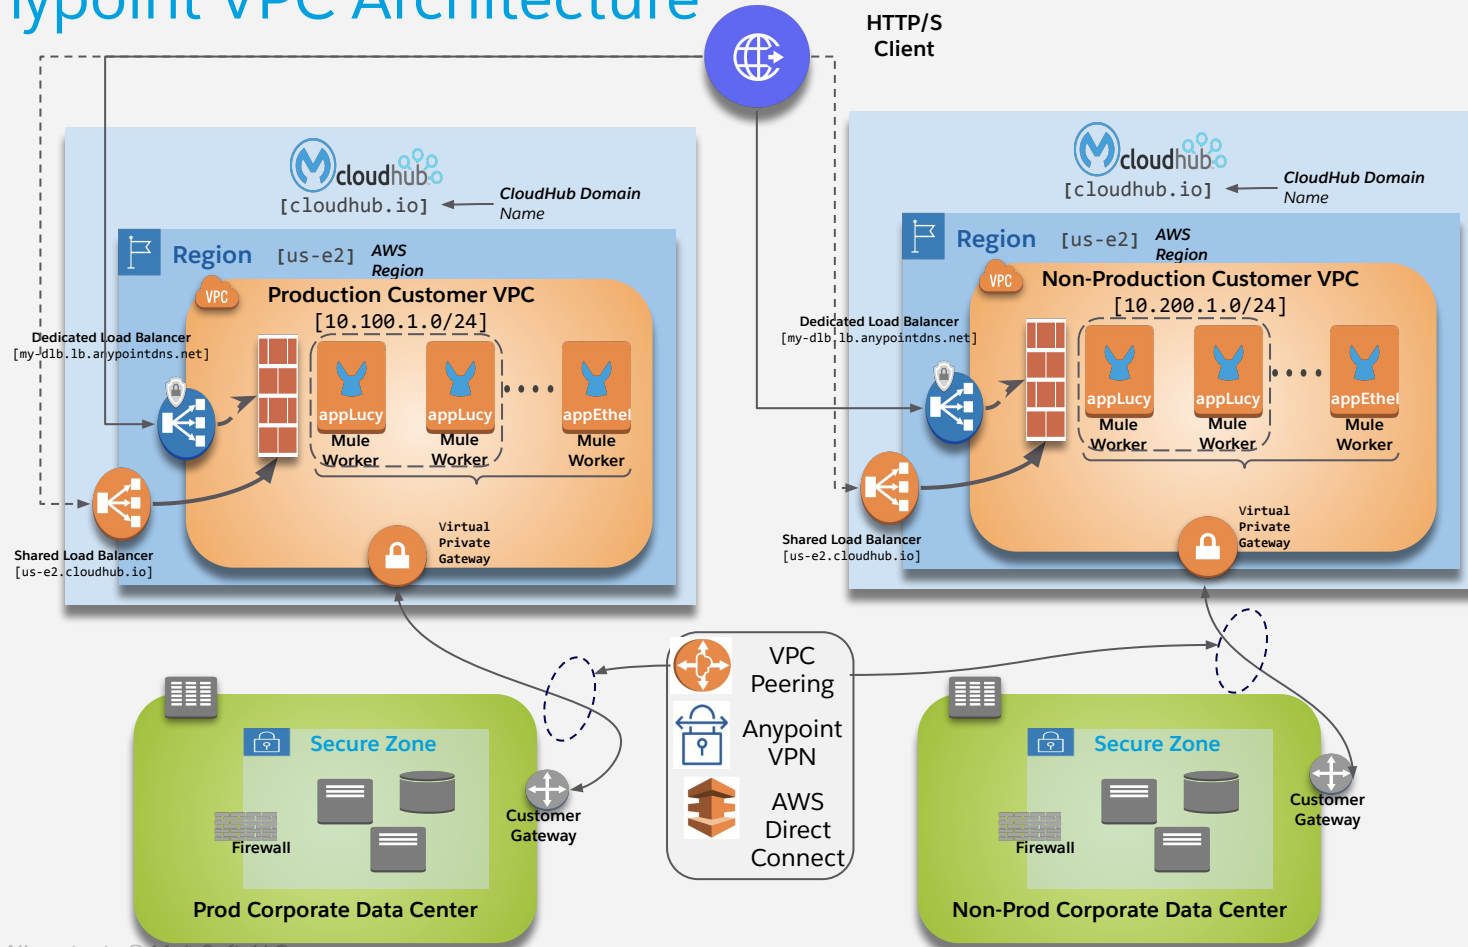 ypoint VPC Architecture
HTTP/S
Client
cloudhub
[cloudhub.io]
CloudHub Domain
Name
Region [us-e2]
AWS
Region
VPC
Production Customer VPC
[10.100.1.0/24]
Dedicated Load Balancer
[my-dlb.lb.anypointdns.net]
appLucy
Mule
Worker
appLucy
Mule
Worker
appEthel
Mule
Worker
Shared Load Balancer
[us-e2.cloudhub.io]
Virtual
Private
Gateway
cloudhub
[cloudhub.io]
CloudHub Domain
Name
Region [us-e2]
AWS
Region
VPC
Non-Production Customer VPC
[10.200.1.0/24]
Dedicated Load Balancer
[my-dlb.lb.anypointdns.net]
appLucy
Mule
Worker
appLucy
Mule
Worker
appEthel
Mule
Worker
Shared Load Balancer
[us-e2.cloudhub.io]
Virtual
Private
Gateway
VPC
Peering
Anypoint
VPN
AWS
Direct
Connect
Secure Zone
Firewall
Customer
Gateway
Prod Corporate Data Center
Secure Zone
Firewall
Customer
Gateway
Non-Prod Corporate Data Center